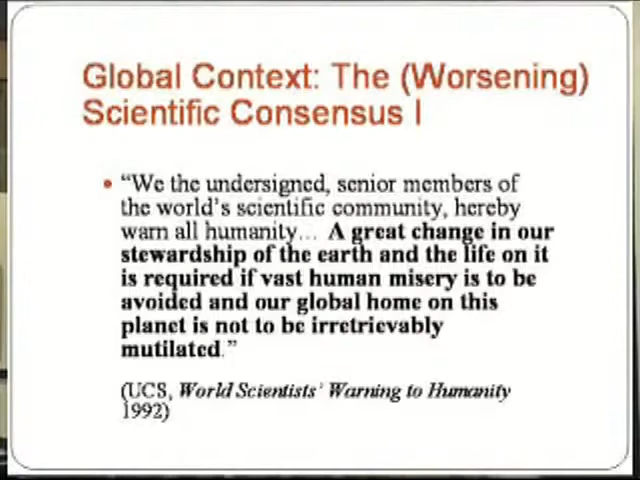 Global Context: The (Worsening)
Scientific Consensus I
• “We the undersigned, senior members of
the world’s scientific community, hereby
warn all humanity... A great change in our
stewardship of the earth and the life on it
is required if vast human misery is to be
avoided and our global home on this
planet is not to be irretrievably
mutilated.”
(UCS, World Scientists’ Warning to Humanity
1992)